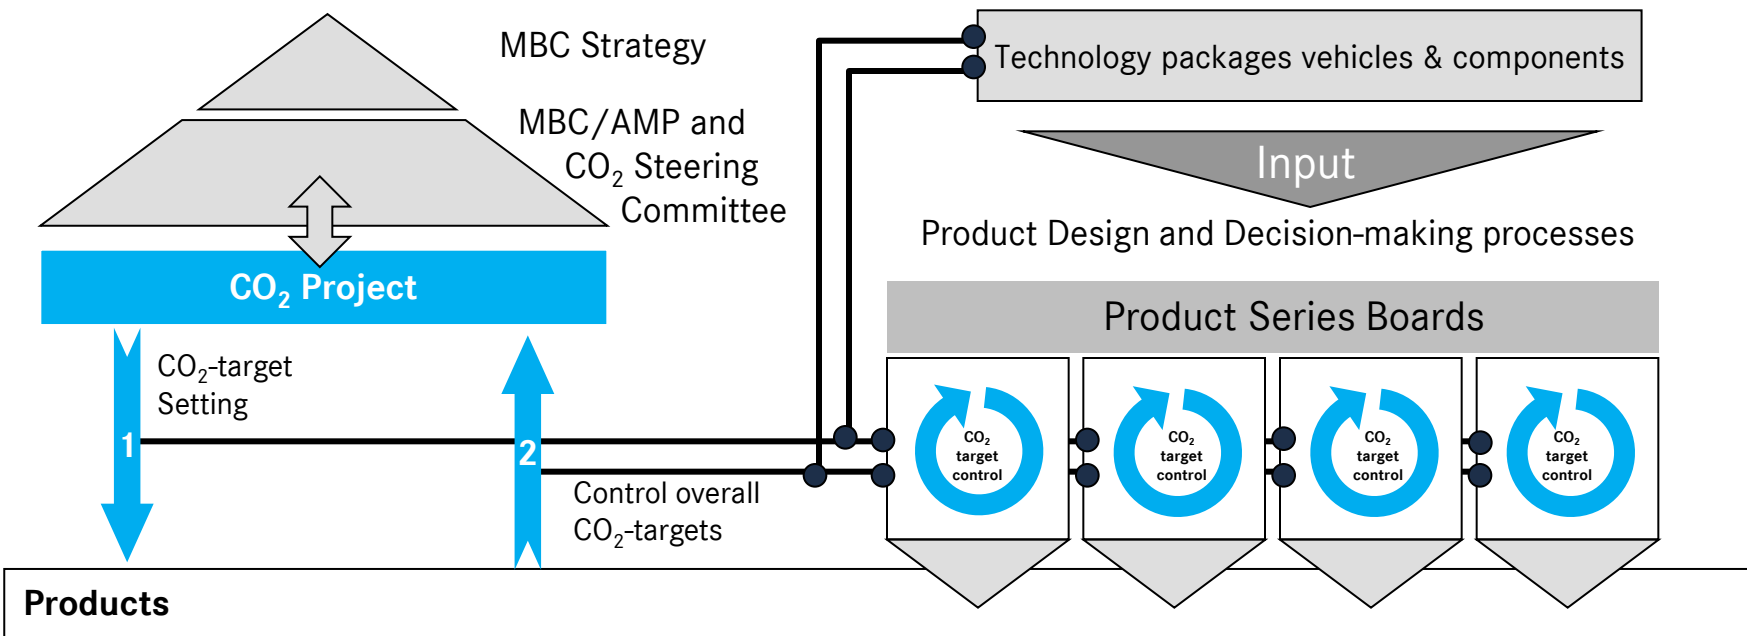 MBC Strategy
MBC/AMP and
CO₂ Steering
Committee
CO₂ Project
1
CO₂-target
Setting
2
Control overall
CO₂-targets
Technology packages vehicles & components
Input
Product Design and Decision-making processes
Product Series Boards
CO₂
target
control
CO₂
target
control
CO₂
target
control
CO₂
target
control
Products